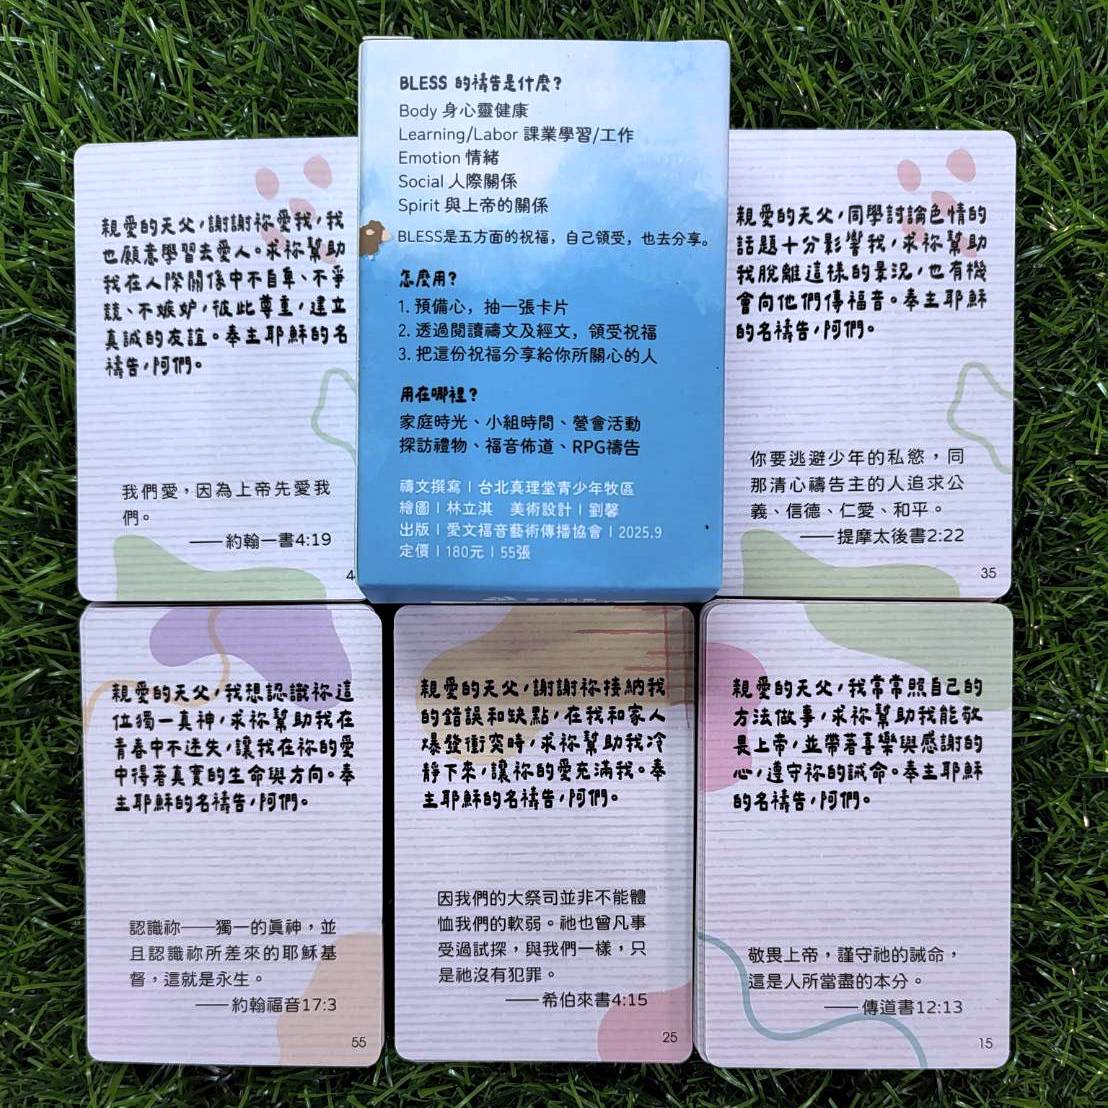 BLESS 的禱告是什麼?
Body 身心靈健康
Learning/Labor 課業學習/工作
Emotion 情緒
Social 人際關係
Spirit 與上帝的關係
BLESS是五方面的祝福，自己領受，也去分享。
怎麼用?
1. 預備心，抽一張卡片
2. 透過閱讀禱文及經文，領受祝福
3. 把這份祝福分享給你所關心的人
用在哪裡?
家庭時光、小組時間、營會活動
探訪禮物、福音佈道、RPG禱告
禱文撰寫 | 台北真理堂青少年牧區
繪圖 | 林立淇 美術設計 | 劉馨
出版 | 愛文福音藝術傳播協會 | 2025.9
定價 | 180元 | 55張
親愛的天父，謝謝祢愛我，我
也願意學習去愛人。求祢幫助
我在人際關係中不自卑、不爭
競、不嫉妒，彼此尊重，建立
真誠的友誼。奉主耶穌的名
禱告，阿們。
我們愛，因為上帝先愛我
們。
——約翰一書4:19
4
親愛的天父，同學討論色情的
話題十分影響我，求祢幫助
我脫離這樣的景況，也有機
會向他們傳福音。奉主耶穌
的名禱告，阿們。
你要逃避少年的私慾，同
那清心禱告主的人追求公
義、信德、仁愛、和平。
——提摩太後書2:22
35
親愛的天父，我想認識祢這
位獨一真神，求祢幫助我在
青春中不迷失，讓我在祢的愛
中得著真實的生命與方向。奉
主耶穌的名禱告，阿們。
認識祢——獨一的真神，並
且認識祢所差來的耶穌基
督，這就是永生。
——約翰福音17:3
55
親愛的天父，謝謝祢接納我
的錯誤和缺點，在我和家人
爆發衝突時，求祢幫助我冷
靜下來，讓祢的愛充滿我。奉
主耶穌的名禱告，阿們。
因我們的大祭司並非不能體
恤我們的軟弱。祂也曾凡事
受過試探，與我們一樣，只
是祂沒有犯罪。
——希伯來書4:15
25
親愛的天父，我常常照自己的
方法做事，求祢幫助我能敬
畏上帝，並帶著喜樂與感謝的
心，遵守祢的誡命。奉主耶穌
的名禱告，阿們。
敬畏上帝，謹守祂的誡命，
這是人所當盡的本分。
——傳道書12:13
15